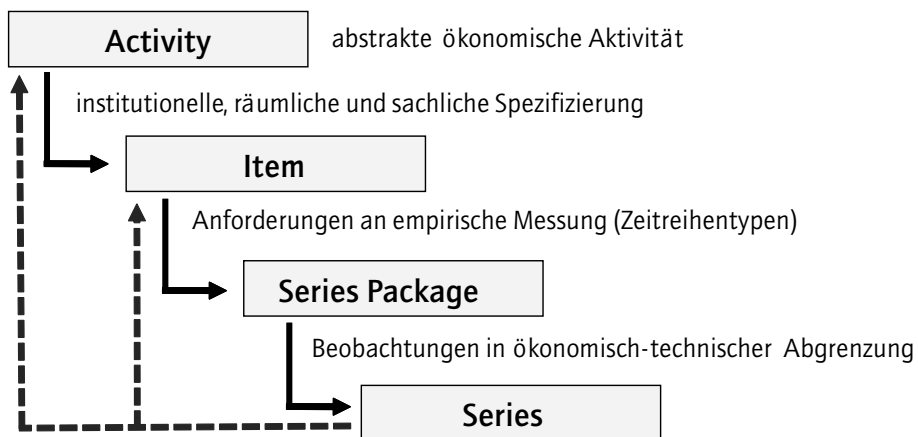 Activity abstrakte ökonomische Aktivität
institutionelle, räumliche und sachliche Spezifizierung
Item
Anforderungen an empirische Messung (Zeitreihentypen)
Series Package
Beobachtungen in ökonomisch-technischer Abgrenzung
Series